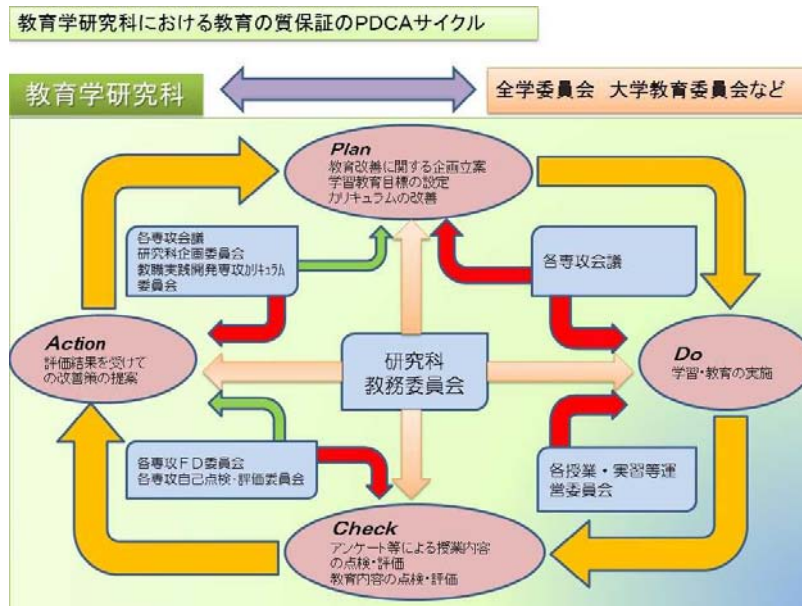 教育学研究科における教育の質保証のPDCAサイクル
教育学研究科
全学委員会 大学教育委員会など
Plan
教育改善に関する企画立案
学習教育目標の設定
カリキュラムの改善
各専攻会議
研究科企画委員会
教職実践開発専攻カリキュラム
委員会
各専攻会議
Action
評価結果を受けて
の改善策の提案
研究科
教務委員会
Do
学習・教育の実施
各専攻FD委員会
各専攻自己点検・評価委員会
各授業・実習等運
営委員会
Check
アンケート等による授業内容
の点検・評価
教育内容の点検・評価